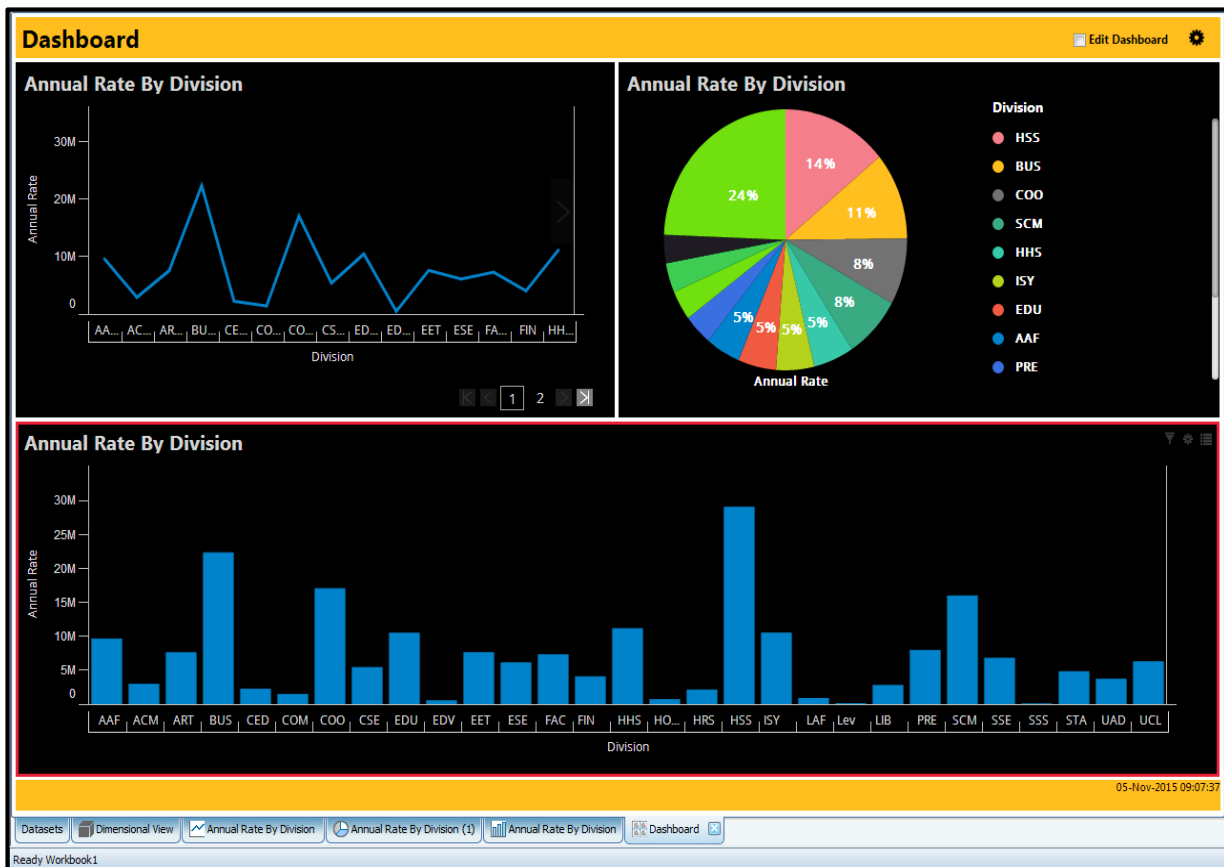 Dashboard
Edit Dashboard
Annual Rate By Division
30M
20M
10M
0
Annual Rate
AA... AC... AR... BU... CE... CO... CO... CS... ED... ED... EET ESE FA... FIN HH...
Division
1 2
Annual Rate By Division
24%
14%
11%
8%
8%
5%
5%
5%
5%
Annual Rate
Division
HSS
BUS
COO
SCM
HHS
ISY
EDU
AAF
PRE
Annual Rate By Division
30M
25M
20M
15M
10M
5M
0
Annual Rate
AAF ACM ART BUS CED COM COO CSE EDU EDV EET ESE FAC FIN HHS HO... HRS HSS ISY LAF Lev LIB PRE SCM SSE SSS STA UAD UCL
Division
05-Nov-2015 09:07:37
Datasets Dimensional View Annual Rate By Division Annual Rate By Division (1) Annual Rate By Division Dashboard
Ready Workbook1